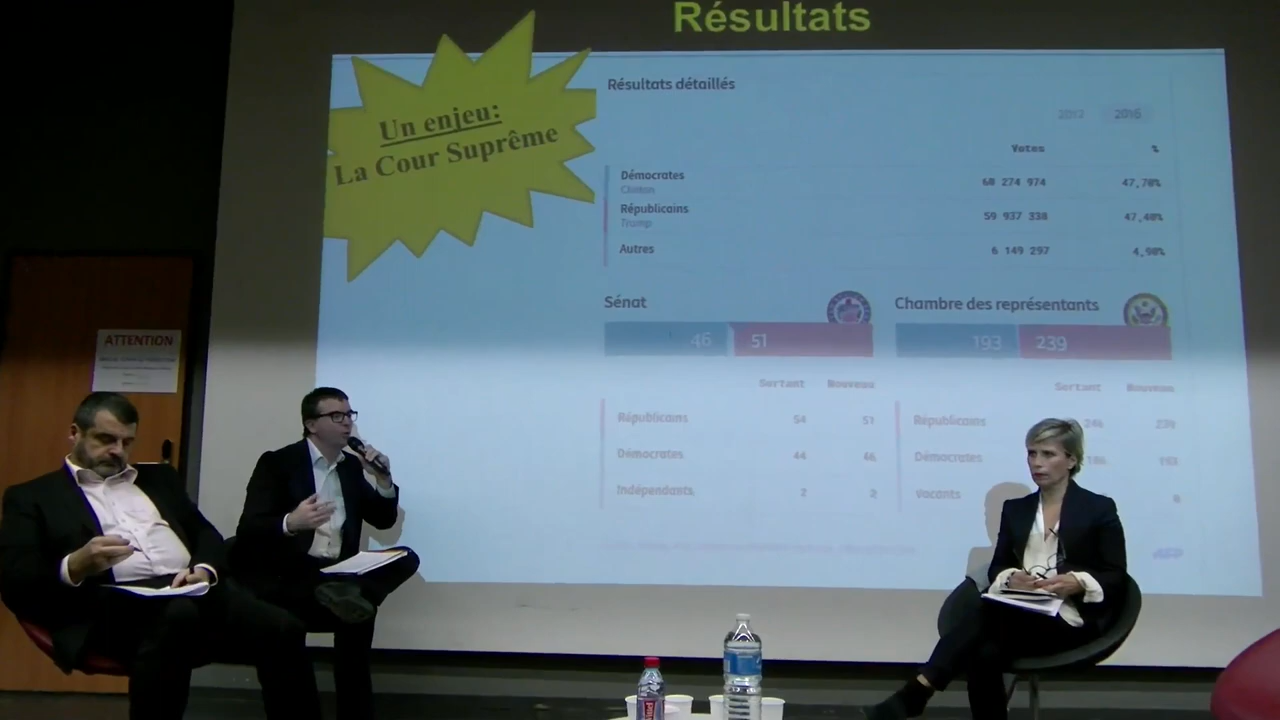 Résultats
Un enjeu:
La Cour Suprême
Résultats détaillés
2012 2016
Votes %
Démocrates 60 274 974 47,70%
Clinton
Républicains 59 937 338 47,40%
Trump
Autres 6 149 297 4,90%
Sénat
46 51
Chambre des représentants
193 239
Sortant Nouveau
Républicains 54 51
Démocrates 44 46
Indépendants 2 2
Sortant Nouveau
Républicains 246 239
Démocrates 186 193
Vacants
ATTENTION